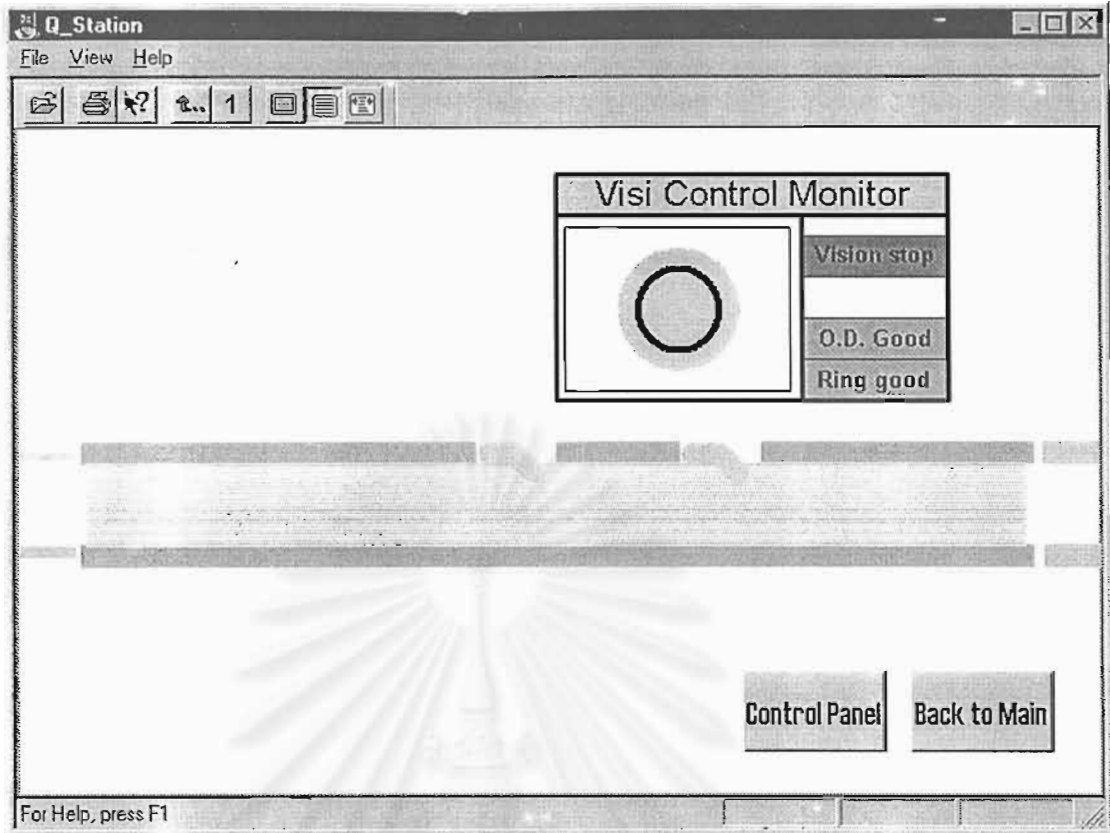 Q_Station
File View Help
1
Visi Control Monitor
Vision stop
O.D. Good
Ring good
Control Panel Back to Main
For Help, press F1